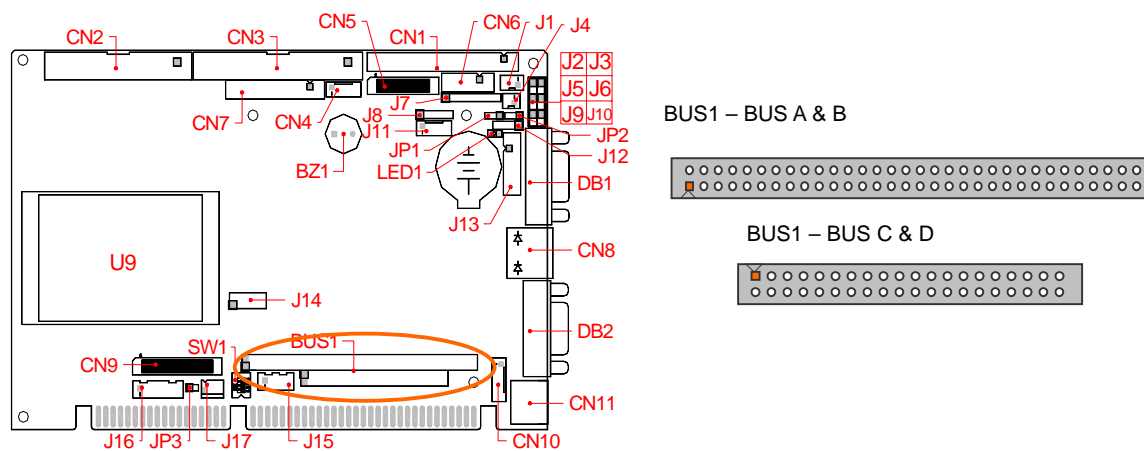 CN5 CN6 J1 J4
CN2 CN3 CN1
J2 J3
J5 J6
J9 J10
J7
CN7 CN4 J8
J11
JP1 JP2
BZ1 LED1 J12
DB1
J13
CN8
U9
J14
DB2
SW1 BUS1
CN9
CN11
J16 JP3 J17 J15 CN10
BUS1 – BUS A & B
BUS1 – BUS C & D